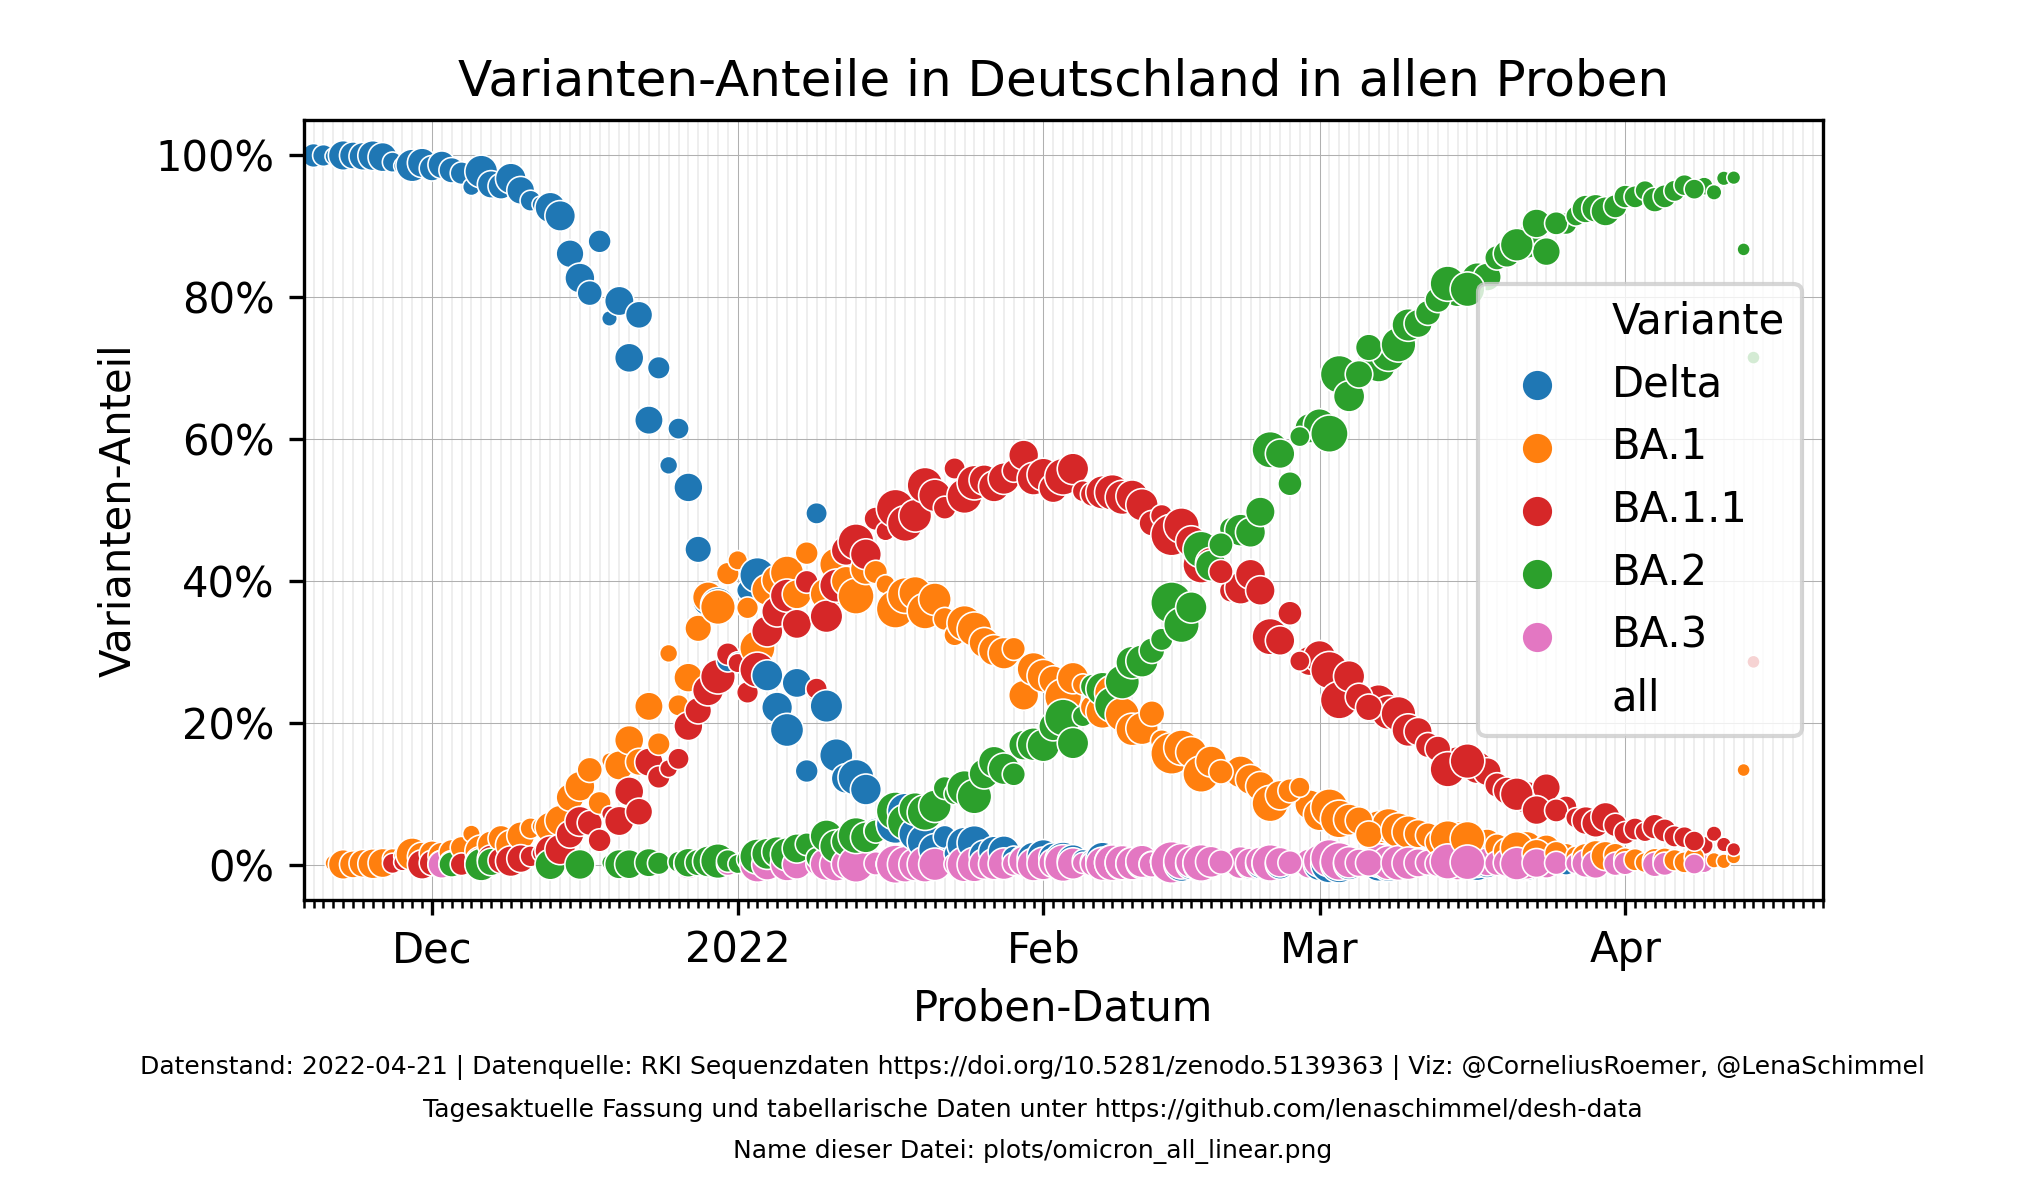 Varianten-Anteile in Deutschland in allen Proben
Varianten-Anteil
100%
80%
60%
40%
20%
0%
Variante
Delta
BA.1
BA.1.1
BA.2
BA.3
all
Dec
2022
Feb
Mar
Apr
Proben-Datum
Datenstand: 2022-04-21 | Datenquelle: RKI Sequenzdaten https://doi.org/10.5281/zenodo.5139363 | Viz: @CorneliusRoemer, @LenaSchimmel
Tagesaktuelle Fassung und tabellarische Daten unter https://github.com/lenaschimmel/desh-data
Name dieser Datei: plots/omicron_all_linear.png